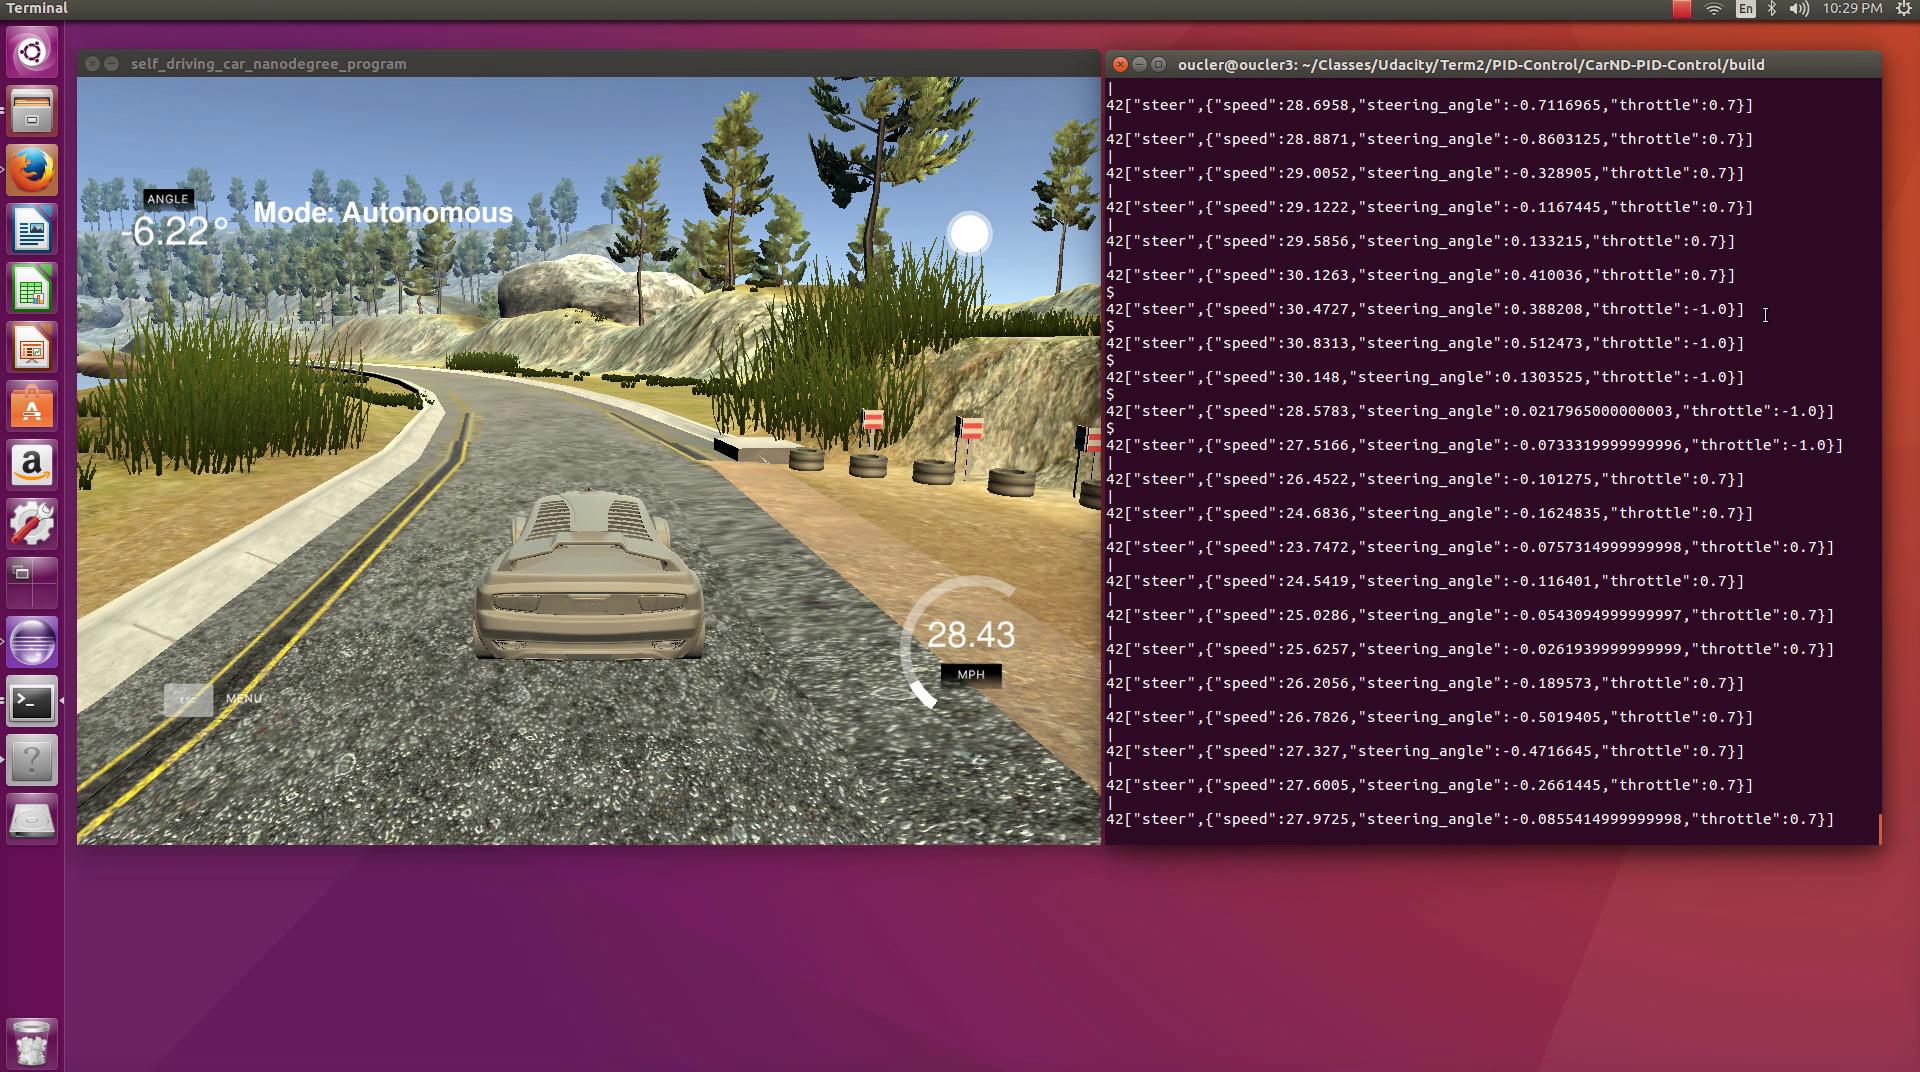 Terminal
En
10:29 PM
self_driving_car_nanodegree_program
ANGLE
-6.22°
Mode: Autonomous
28.43
MPH
ESC
MENU
oucler@oucler3: ~/Classes/Udacity/Term2/PID-Control/CarND-PID-Control/build
|
42["steer",{"speed":28.6958,"steering_angle":-0.7116965,"throttle":0.7}]
|
42["steer",{"speed":28.8871,"steering_angle":-0.8603125,"throttle":0.7}]
|
42["steer",{"speed":29.0052,"steering_angle":-0.328905,"throttle":0.7}]
|
42["steer",{"speed":29.1222,"steering_angle":-0.1167445,"throttle":0.7}]
|
42["steer",{"speed":29.5856,"steering_angle":0.133215,"throttle":0.7}]
|
42["steer",{"speed":30.1263,"steering_angle":0.410036,"throttle":0.7}]
$
42["steer",{"speed":30.4727,"steering_angle":0.388208,"throttle":-1.0}]
$
42["steer",{"speed":30.8313,"steering_angle":0.512473,"throttle":-1.0}]
$
42["steer",{"speed":30.148,"steering_angle":0.1303525,"throttle":-1.0}]
$
42["steer",{"speed":28.5783,"steering_angle":0.0217965000000003,"throttle":-1.0}]
$
42["steer",{"speed":27.5166,"steering_angle":-0.0733319999999996,"throttle":-1.0}]
|
42["steer",{"speed":26.4522,"steering_angle":-0.101275,"throttle":0.7}]
|
42["steer",{"speed":24.6836,"steering_angle":-0.1624835,"throttle":0.7}]
|
42["steer",{"speed":23.7472,"steering_angle":-0.0757314999999998,"throttle":0.7}]
|
42["steer",{"speed":24.5419,"steering_angle":-0.116401,"throttle":0.7}]
|
42["steer",{"speed":25.0286,"steering_angle":-0.0543094999999997,"throttle":0.7}]
|
42["steer",{"speed":25.6257,"steering_angle":-0.0261939999999999,"throttle":0.7}]
|
42["steer",{"speed":26.2056,"steering_angle":-0.189573,"throttle":0.7}]
|
42["steer",{"speed":26.7826,"steering_angle":-0.5019405,"throttle":0.7}]
|
42["steer",{"speed":27.327,"steering_angle":-0.4716645,"throttle":0.7}]
|
42["steer",{"speed":27.6005,"steering_angle":-0.2661445,"throttle":0.7}]
|
42["steer",{"speed":27.9725,"steering_angle":-0.0855414999999998,"throttle":0.7}]